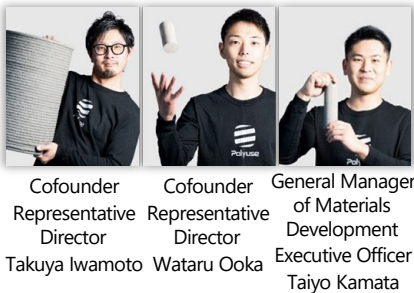 Polyuse
Poly
Cofounder
Representative
Director
Takuya Iwamoto
Cofounder
Representative
Director
Wataru Ooka
General Manager
of Materials
Development
Executive Officer
Taiyo Kamata